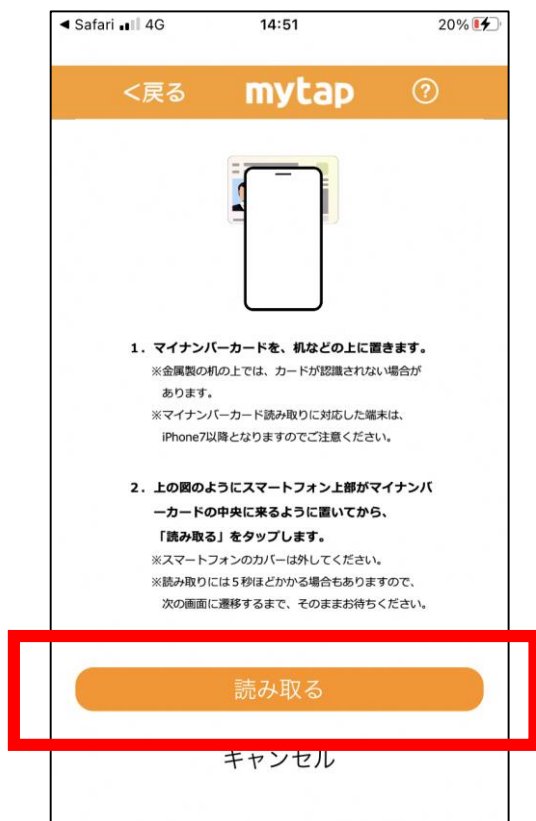 ◀ Safari 4G 14:51 20%
<戻る mytap ?
1. マイナンバーカードを、机などの上に置きます。
※金属製の机の上では、カードが認識されない場合が
あります。
※マイナンバーカード読み取りに対応した端末は、
iPhone7以降となりますのでご注意ください。
2. 上の図のようにスマートフォン上部がマイナンバ
ーカードの中央に来るように置いてから、
「読み取る」をタップします。
※スマートフォンのカバーは外してください。
※読み取りには5秒ほどかかる場合もありますので、
次の画面に遷移するまで、そのままお待ちください。
読み取る
キャンセル